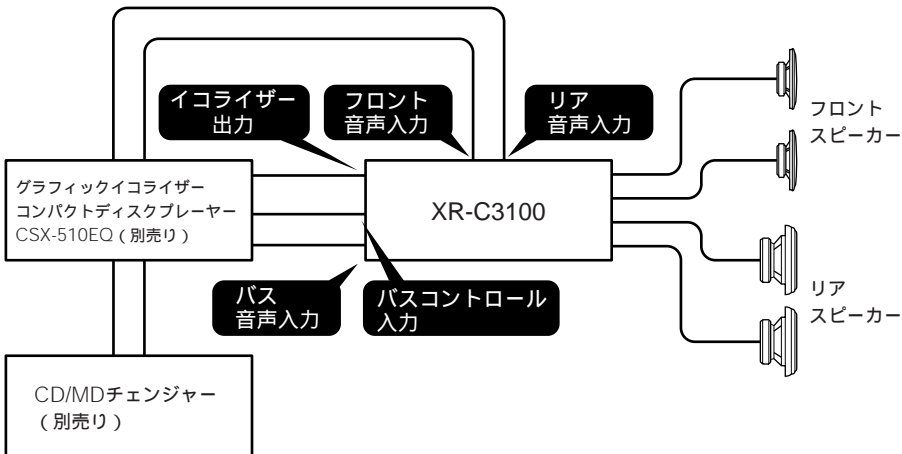 イコライザー
出力
フロント
音声入力
リア
音声入力
フロント
スピーカー
グラフィックイコライザー
コンパクトディスクプレーヤー
CSX-510EQ（別売り）
XR-C3100
バス
音声入力
バスコントロール
入力
リア
スピーカー
CD/MDチェンジャー
（別売り）